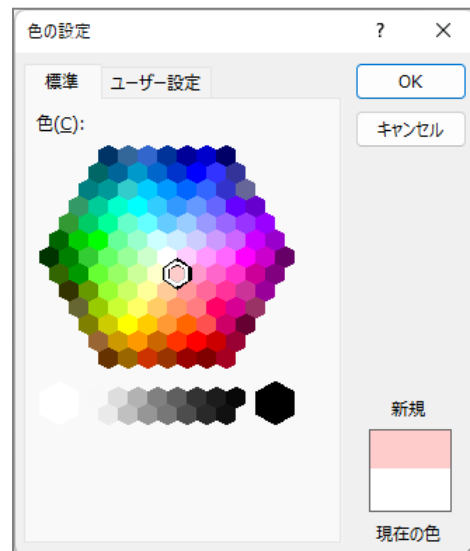 色の設定 ?
標準 ユーザー設定
OK
色(C):
キャンセル
新規
現在の色